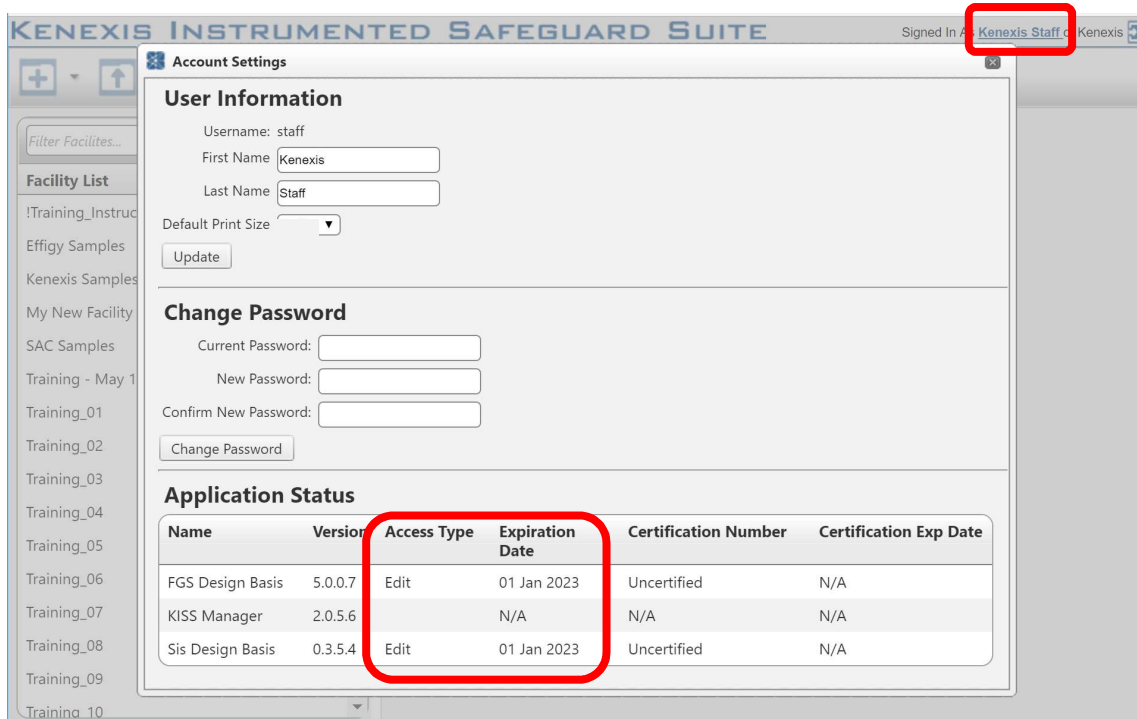 KENEXIS INSTRUMENTED SAFEGUARD SUITE
Signed In As Kenexis Staff of Kenexis
Account Settings
User Information
Username: staff
First Name Kenexis
Last Name Staff
Default Print Size
Update
Change Password
Current Password:
New Password:
Confirm New Password:
Change Password
Application Status
Name Version Access Type Expiration Date Certification Number Certification Exp Date
FGS Design Basis 5.0.0.7 Edit 01 Jan 2023 Uncertified N/A
KISS Manager 2.0.5.6 N/A N/A N/A
Sis Design Basis 0.3.5.4 Edit 01 Jan 2023 Uncertified N/A
Filter Facilites...
Facility List
!Training_Instruc
Effigy Samples
Kenexis Samples
My New Facility
SAC Samples
Training - May 1
Training_01
Training_02
Training_03
Training_04
Training_05
Training_06
Training_07
Training_08
Training_09
Training_10